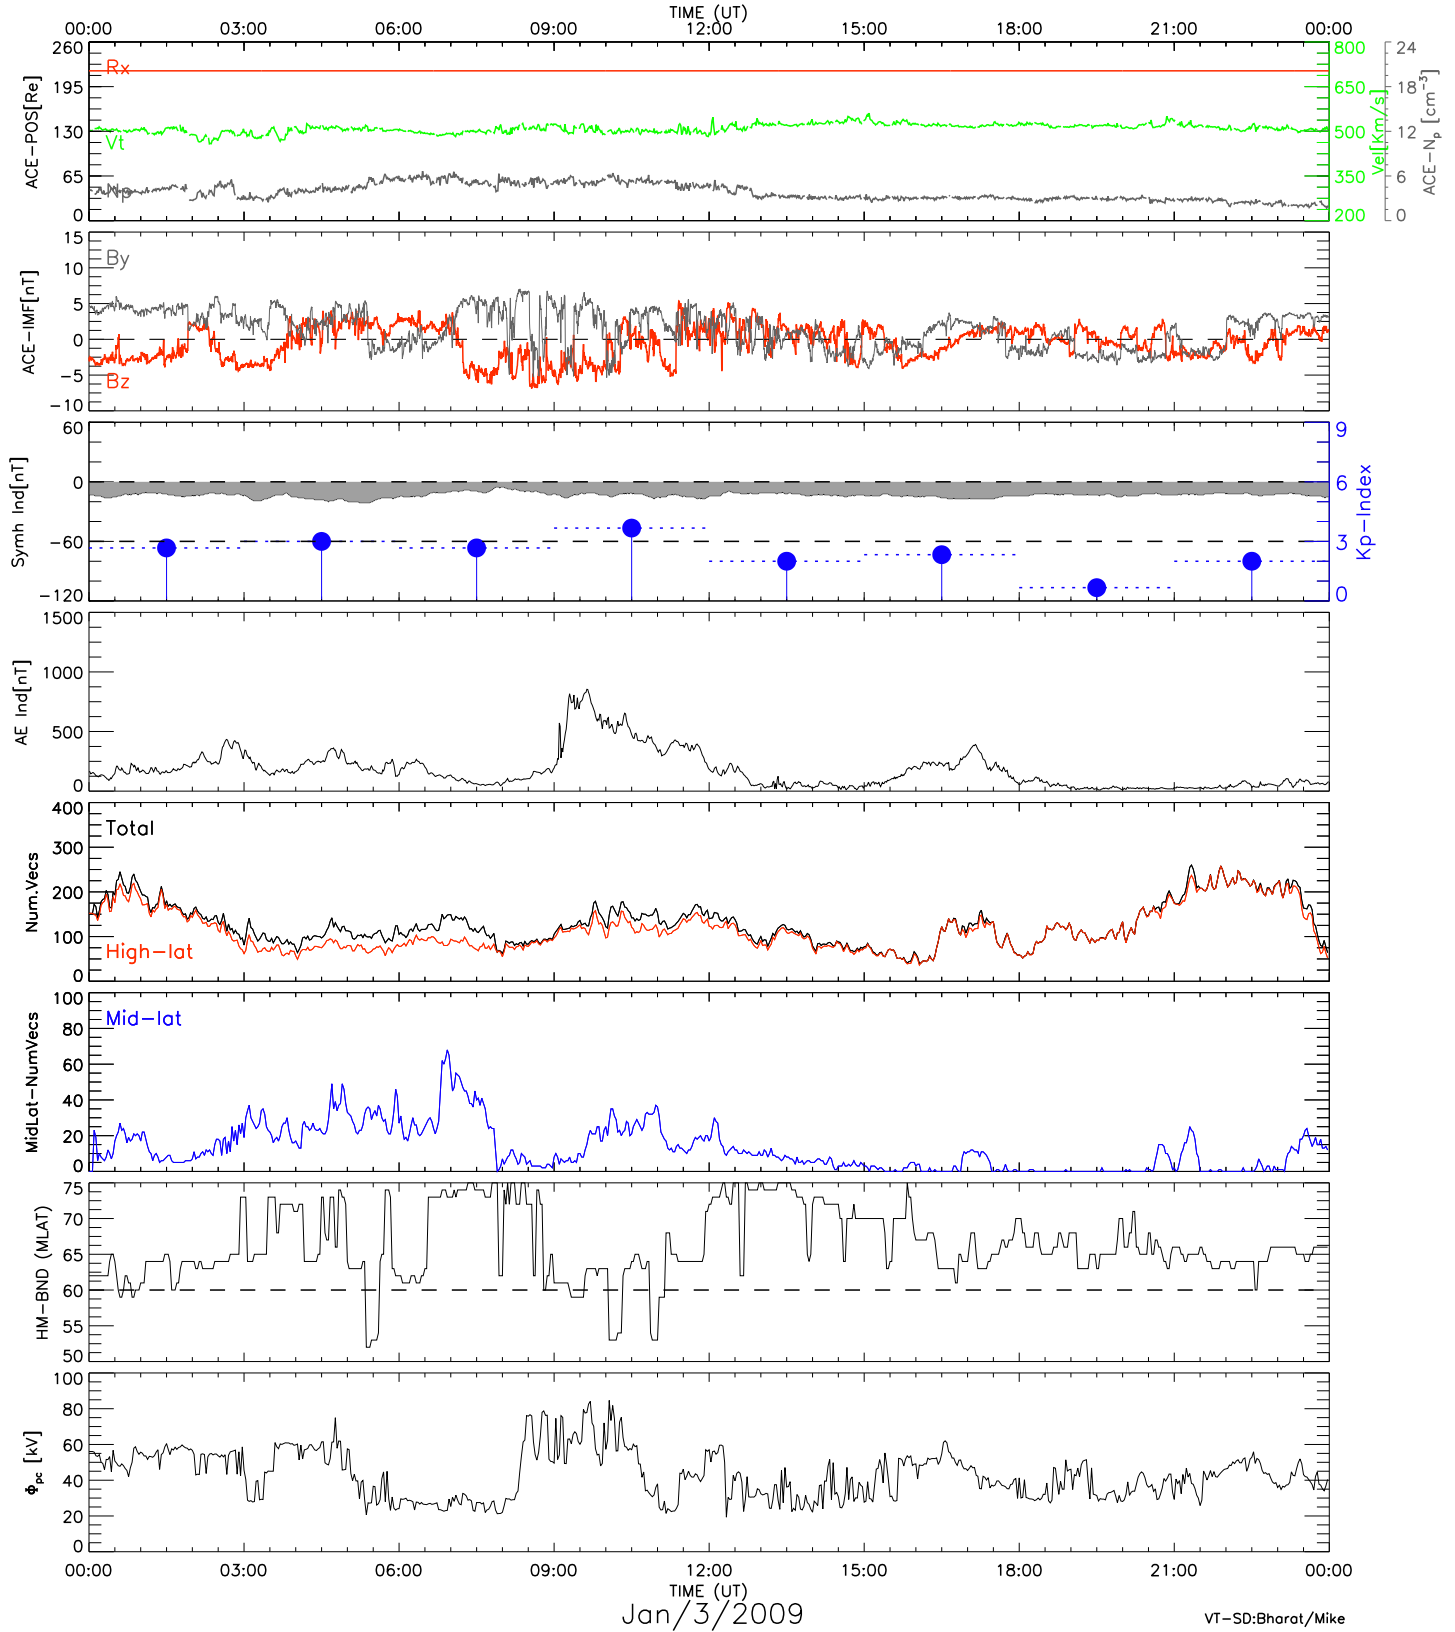 TIME (UT)
00:00 03:00 06:00 09:00 12:00 15:00 18:00 21:00 00:00
ACE-POS[Re]
260
195
130
65
0
Rx
Vt
Np
800
650
500
350
200
Vel[Km/s]
24
18
12
6
0
ACE-Np [cm⁻³]
ACE-IMF[nT]
15
10
5
0
-5
-10
By
Bz
Symh Ind[nT]
60
0
-60
-120
9
6
3
0
Kp-Index
AE Ind[nT]
1500
1000
500
0
Num.Vecs
400
300
200
100
0
Total
High-lat
MidLat-NumVecs
100
80
60
40
20
0
Mid-lat
HM-BND (MLAT)
75
70
65
60
55
50
Φpc [kV]
100
80
60
40
20
0
00:00 03:00 06:00 09:00 12:00 15:00 18:00 21:00 00:00
TIME (UT)
Jan/3/2009
VT-SD:Bharat/Mike